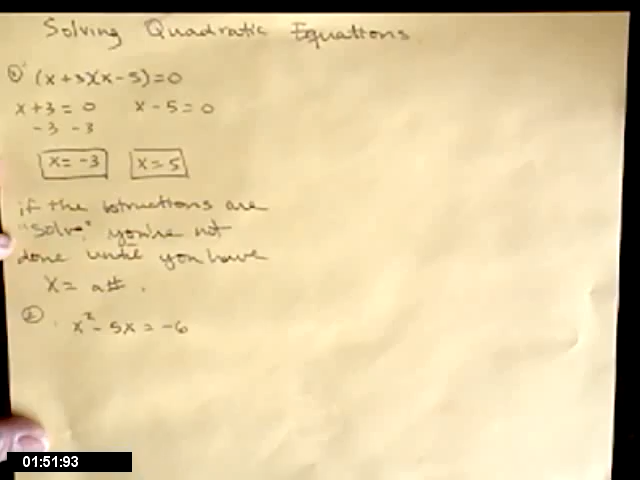 Solving Quadratic Equations
① (x+3)(x-5)=0
x+3=0 x-5=0
-3 -3
x=-3 x=5
if the istructions are
"solve" you're not
done until you have
x= a# .
② x²-5x=-6
01:51:93